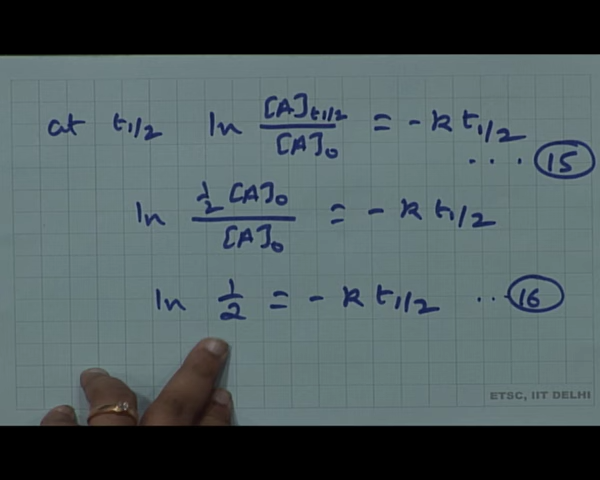 at t1/2 ln [A]t1/2 / [A]0 = - k t1/2
.... 15
ln 1/2 [A]0 / [A]0 = - k t1/2
ln 1/2 = - k t1/2 ... 16
ETSC, IIT DELHI